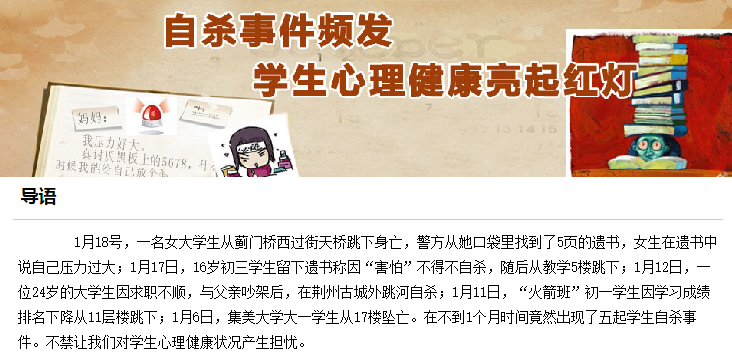 自杀事件频发
学生心理健康亮起红灯
妈妈:
我压力好大。
真讨厌黑板上的5678,
导语
1月18号，一名女大学生从蓟门桥西过街天桥跳下身亡，警方从她口袋里找到了5页的遗书，女生在遗书中
说自己压力过大；1月17日，16岁初三学生留下遗书称因“害怕”不得不自杀，随后从教学5楼跳下；1月12日，一
位24岁的大学生因求职不顺，与父亲吵架后，在荆州古城外跳河自杀；1月11日，“火箭班”初一学生因学习成绩
排名下降从11层楼跳下；1月6日，集美大学大一学生从17楼坠亡。在不到1个月时间竟然出现了五起学生自杀事
件。不禁让我们对学生心理健康状况产生担忧。